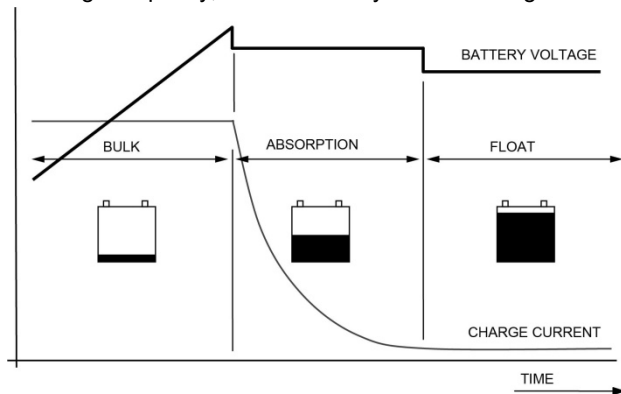 BATTERY VOLTAGE
BULK
ABSORPTION
FLOAT
CHARGE CURRENT
TIME